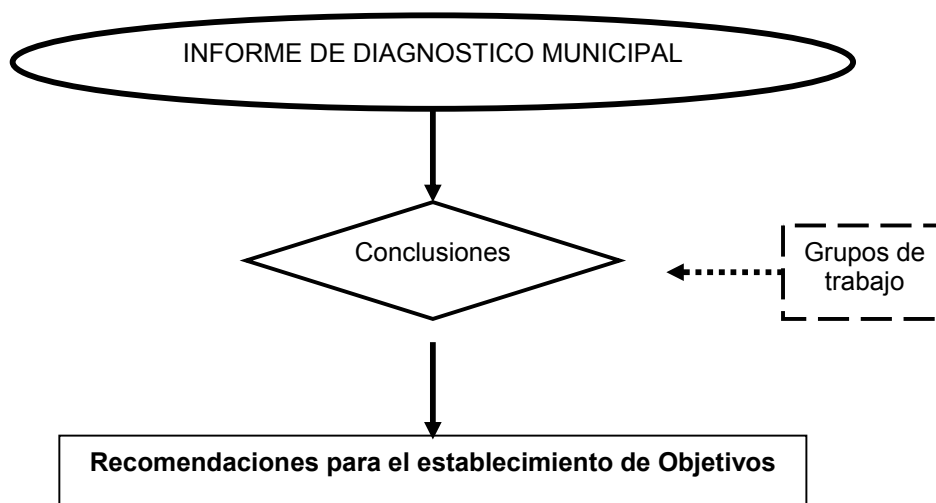 INFORME DE DIAGNOSTICO MUNICIPAL
Conclusiones
Grupos de
trabajo
Recomendaciones para el establecimiento de Objetivos